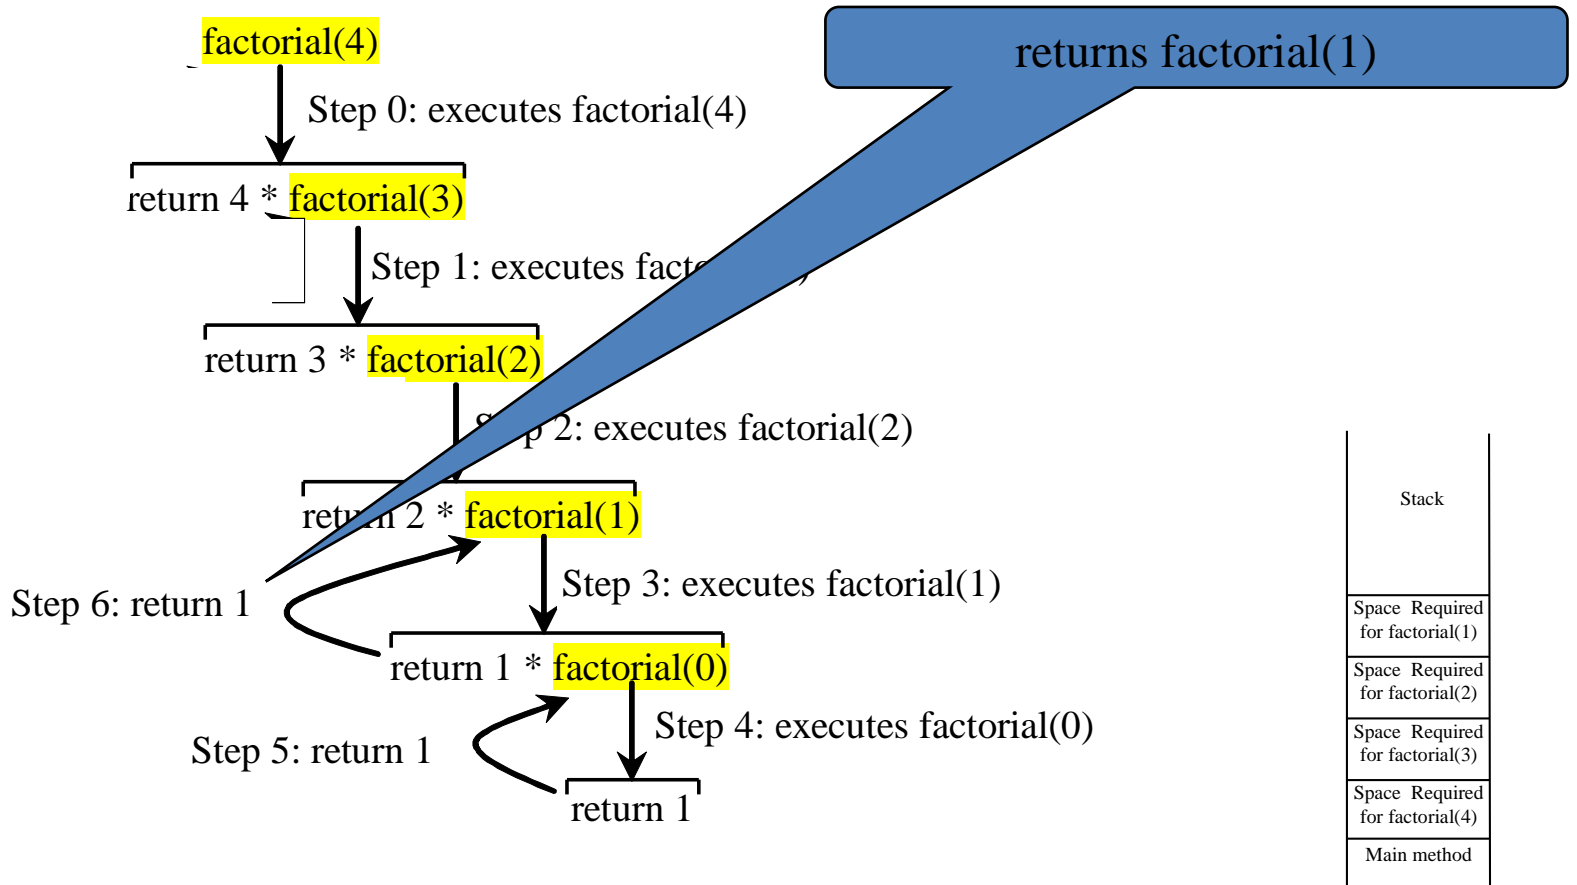 factorial(4)
returns factorial(1)
Step 0: executes factorial(4)
return 4 * factorial(3)
Step 1: executes
return 3 * factorial(2)
2: executes factorial(2)
return 2 * factorial(1)
Step 3: executes factorial(1)
Step 6: return 1
return 1 * factorial(0)
Step 4: executes factorial(0)
Step 5: return 1
return 1
Stack
Space Required
for factorial(1)
Space Required
for factorial(2)
Space Required
for factorial(3)
Space Required
for factorial(4)
Main method